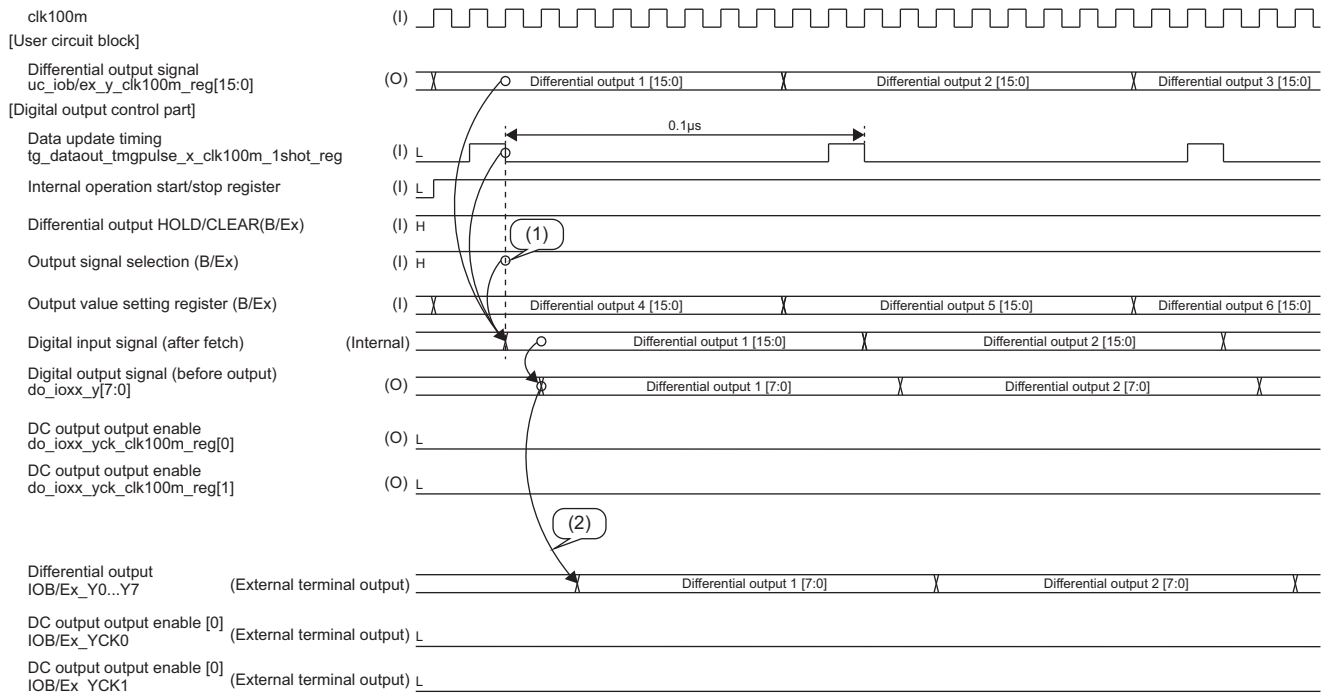 clk100m (I)
[User circuit block]
Differential output signal
uc_iob/ex_y_clk100m_reg[15:0] (O) Differential output 1 [15:0] Differential output 2 [15:0] Differential output 3 [15:0]
[Digital output control part]
0.1µs
Data update timing
tg_dataout_tmgpulse_x_clk100m_1shot_reg (I) L
Internal operation start/stop register (I) L
Differential output HOLD/CLEAR(B/Ex) (I) H
(1)
Output signal selection (B/Ex) (I) H
Output value setting register (B/Ex) (I) Differential output 4 [15:0] Differential output 5 [15:0] Differential output 6 [15:0]
Digital input signal (after fetch) (Internal) Differential output 1 [15:0] Differential output 2 [15:0]
Digital output signal (before output)
do_ioxx_y[7:0] (O) Differential output 1 [7:0] Differential output 2 [7:0]
DC output output enable
do_ioxx_yck_clk100m_reg[0] (O) L
DC output output enable
do_ioxx_yck_clk100m_reg[1] (O) L
(2)
Differential output
IOB/Ex_Y0...Y7 (External terminal output) Differential output 1 [7:0] Differential output 2 [7:0]
DC output output enable [0]
IOB/Ex_YCK0 (External terminal output) L
DC output output enable [0]
IOB/Ex_YCK1 (External terminal output) L